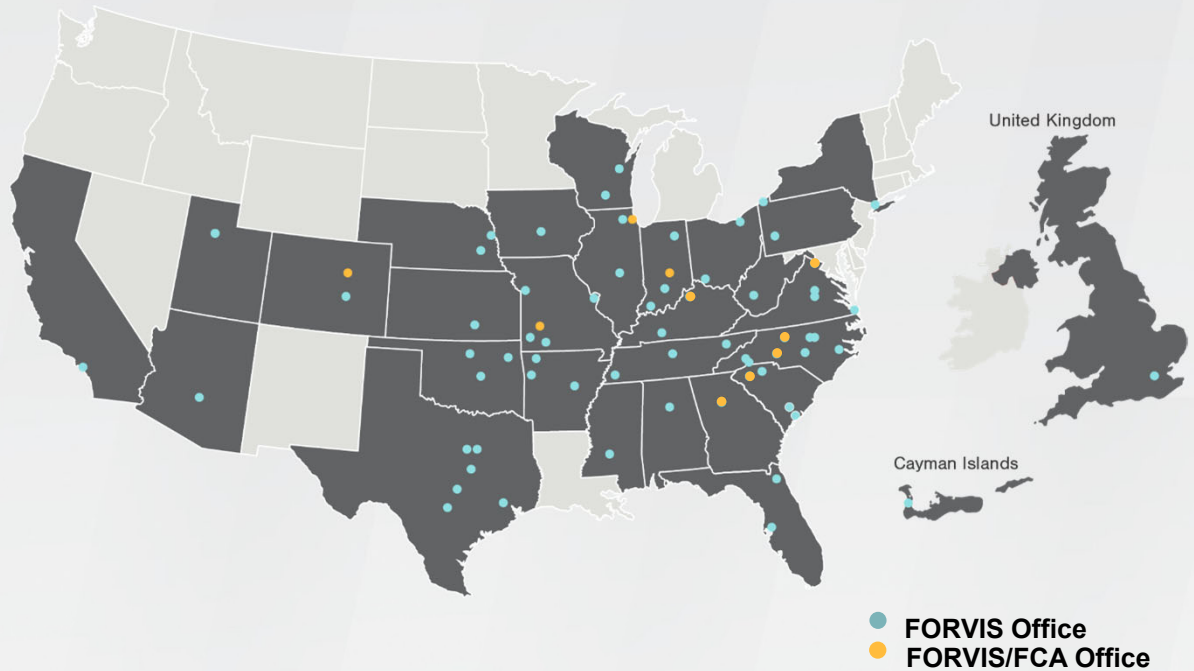 United Kingdom
Cayman Islands
FORVIS Office
FORVIS/FCA Office